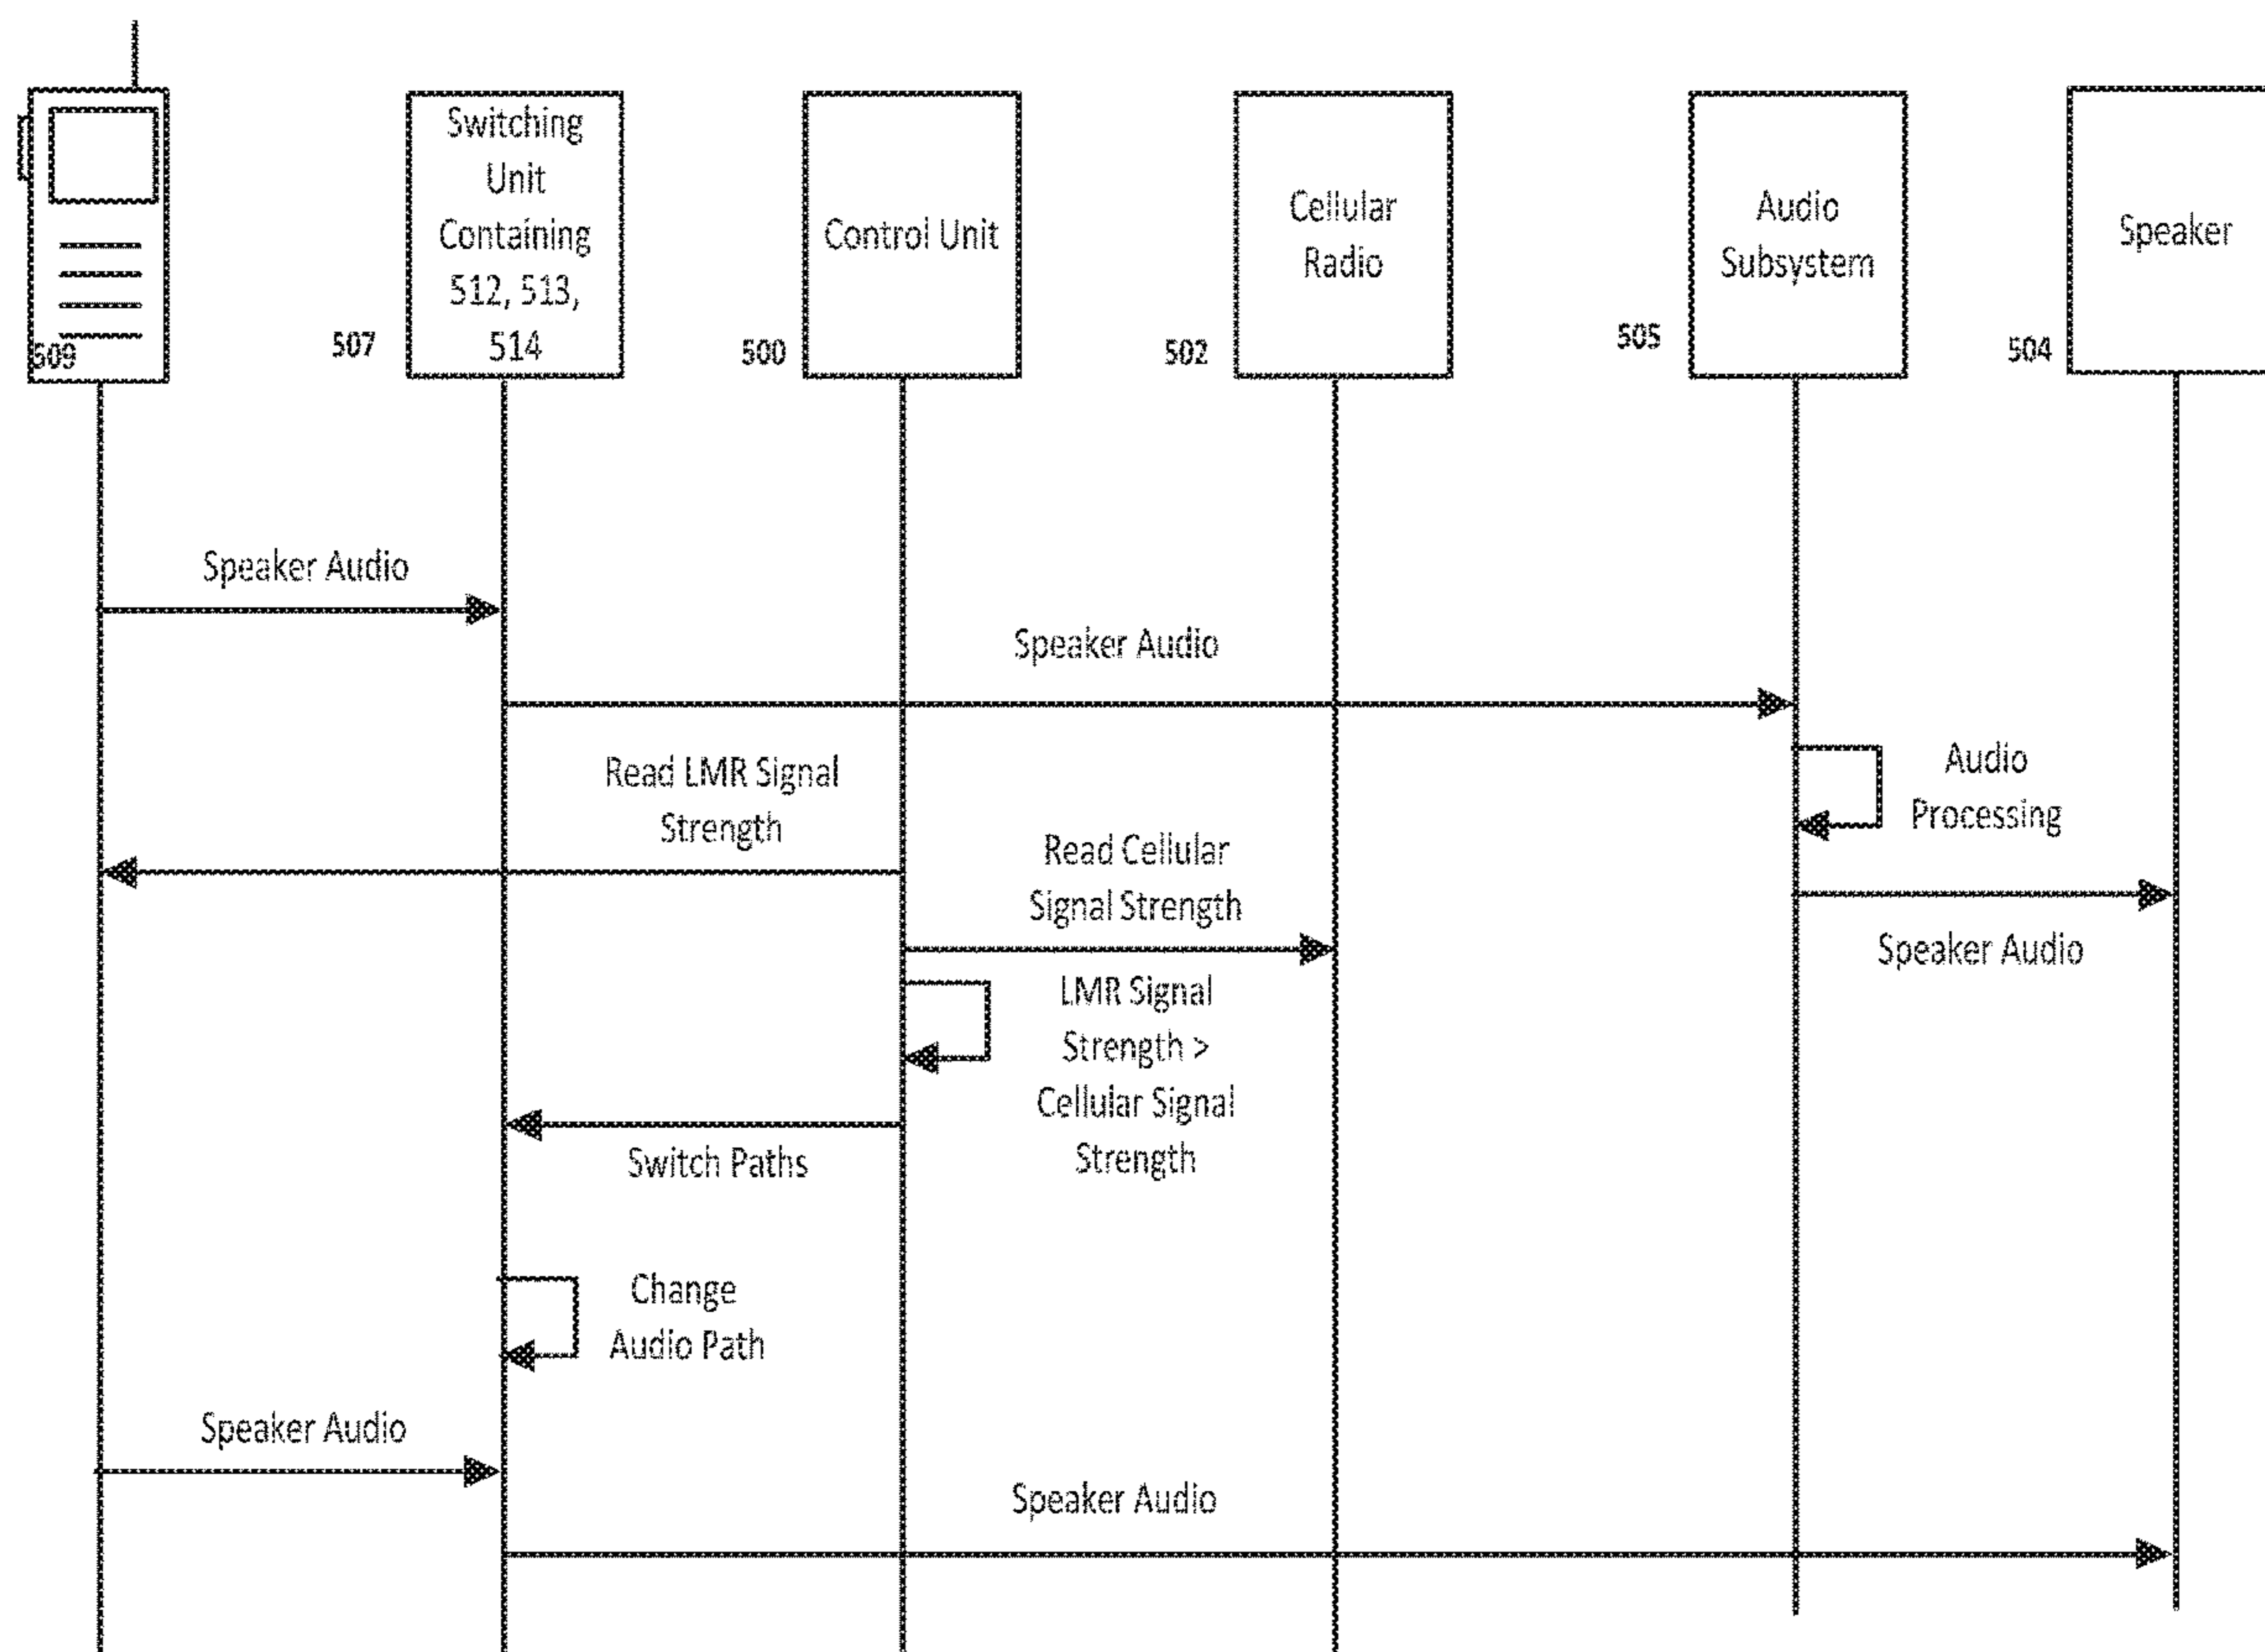 Switching
Unit
Containing
512, 513,
514
Control Unit
Cellular
Radio
Audio
Subsystem
Speaker
509
507
500
502
505
504
Speaker Audio
Speaker Audio
Read LMR Signal
Strength
Audio
Processing
Read Cellular
Signal Strength
Speaker Audio
LMR Signal
Strength >
Cellular Signal
Strength
Switch Paths
Change
Audio Path
Speaker Audio
Speaker Audio